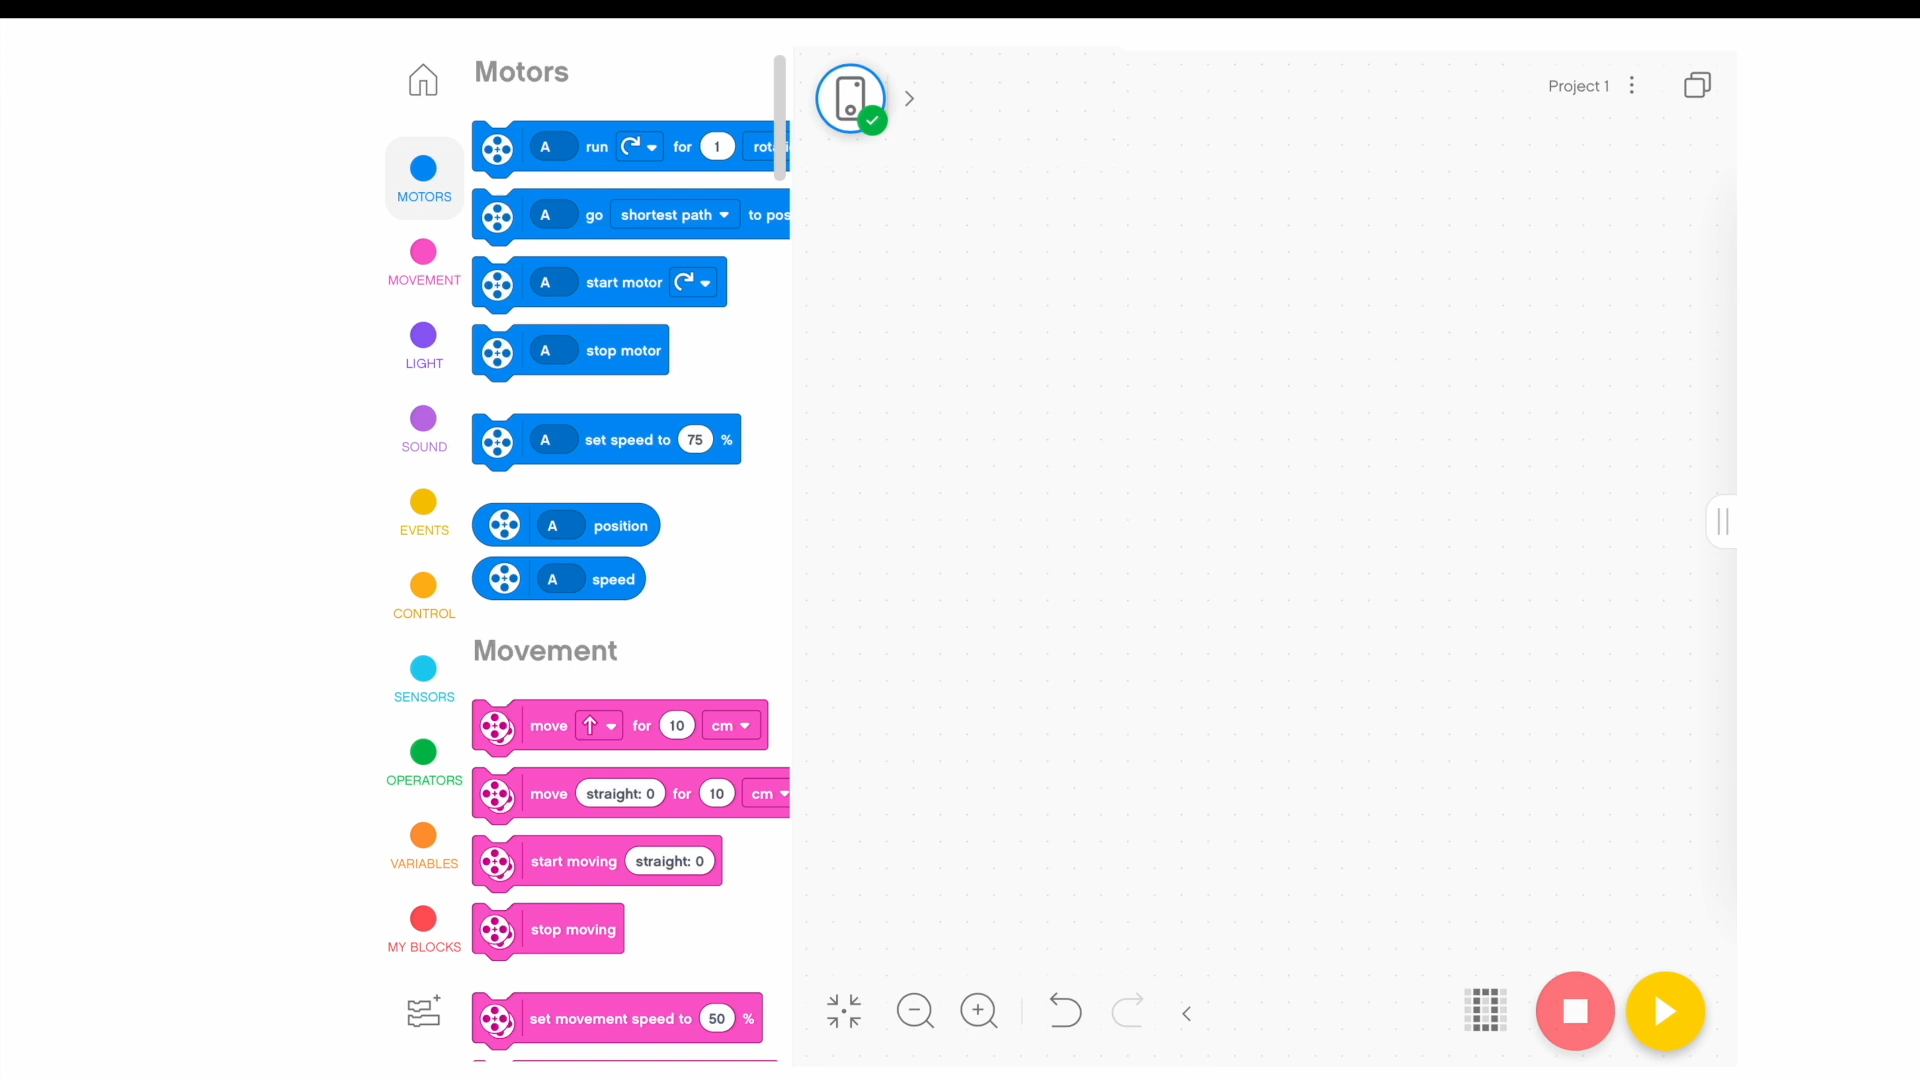 Motors
Project 1
A run for 1
A go shortest path to
MOTORS
MOVEMENT
A start motor
LIGHT
A stop motor
SOUND
A set speed to 75 %
EVENTS
A position
A speed
CONTROL
Movement
SENSORS
move for 10 cm
OPERATORS
move straight: 0 for 10 cm
VARIABLES
start moving straight: 0
MY BLOCKS
stop moving
set movement speed to 50 %
0